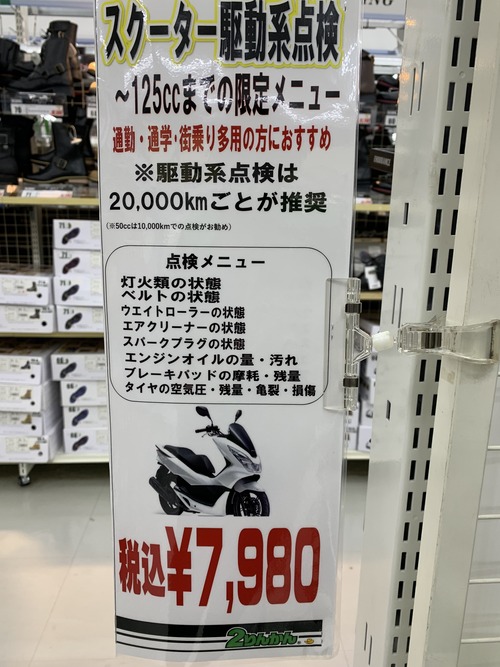 スクーター駆動系点検
～125ccまでの限定メニュー
通勤・通学・街乗り多用の方におすすめ
※駆動系点検は
20,000kmごとが推奨
(※50ccは10,000kmでの点検がお勧め)
点検メニュー
灯火類の状態
ベルトの状態
ウエイトローラーの状態
エアクリーナーの状態
スパークプラグの状態
エンジンオイルの量・汚れ
ブレーキパッドの摩耗・残量
タイヤの空気圧・残量・亀裂・損傷
税込¥7,980
2りんかん